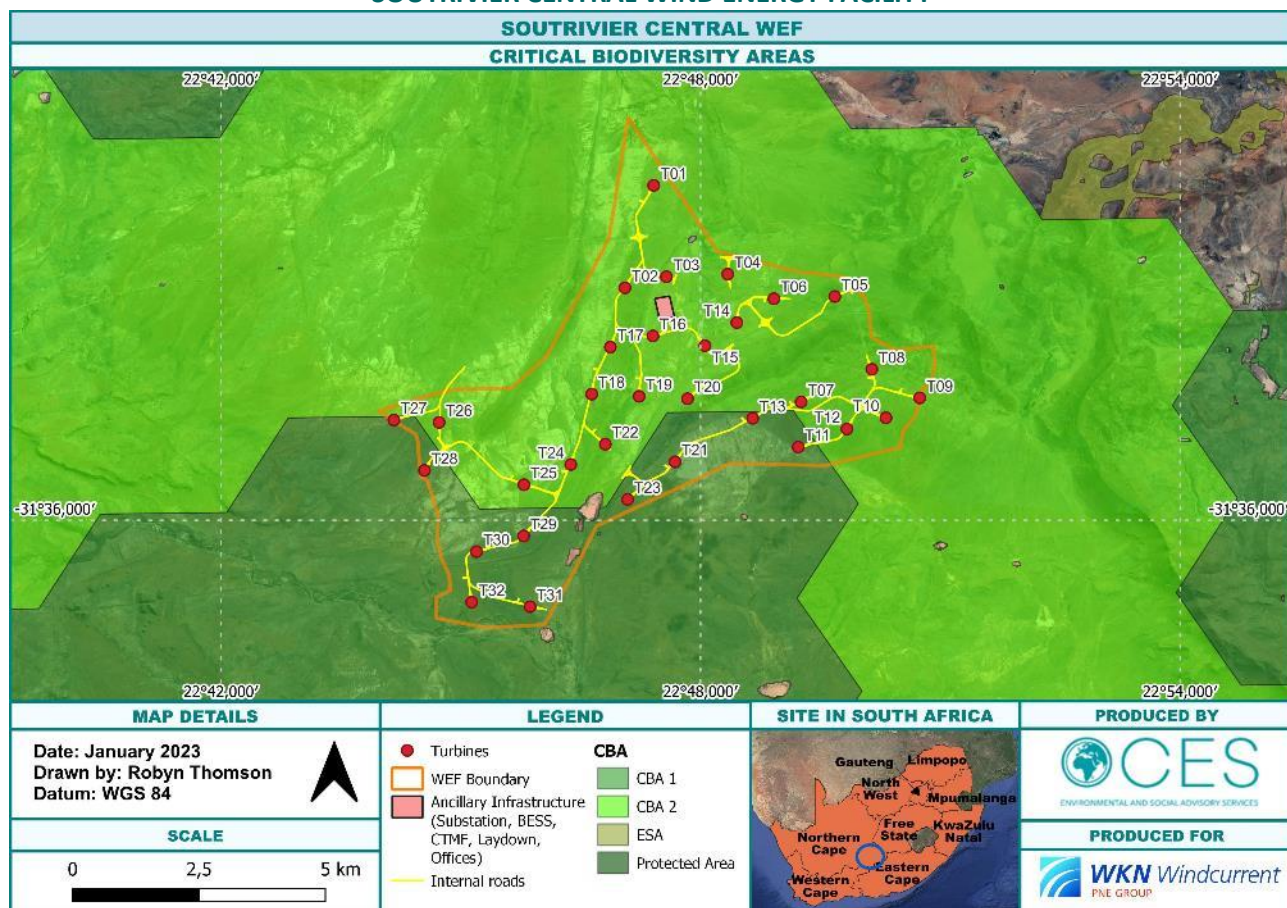 SOUTRIVIER CENTRAL WIND ENERGY FACILITY
SOUTRIVIER CENTRAL WEF
CRITICAL BIODIVERSITY AREAS
22°42,000′
22°48,000′
22°54,000′
T01
T03
T04
T02
T06
T05
T14
T17
T16
T15
T08
T18
T19
T20
T07
T09
T27
T26
T13
T12
T10
T22
T11
T28
T24
T21
T25
T23
-31°36,000′
-31°36,000′
T29
T30
T32
T31
22°42,000′
22°48,000′
22°54,000′
MAP DETAILS
Date: January 2023
Drawn by: Robyn Thomson
Datum: WGS 84
SCALE
0 2,5 5 km
LEGEND
Turbines
WEF Boundary
Ancillary Infrastructure
(Substation, BESS,
CTMF, Laydown,
Offices)
Internal roads
CBA
CBA 1
CBA 2
ESA
Protected Area
SITE IN SOUTH AFRICA
Gauteng
Limpopo
North
West
Mpumalanga
Free
State
KwaZulu
Natal
Northern
Cape
Eastern
Cape
Western
Cape
PRODUCED BY
CES
ENVIRONMENTAL AND SOCIAL ADVISORY SERVICES
PRODUCED FOR
WKN Windcurrent
PNE GROUP